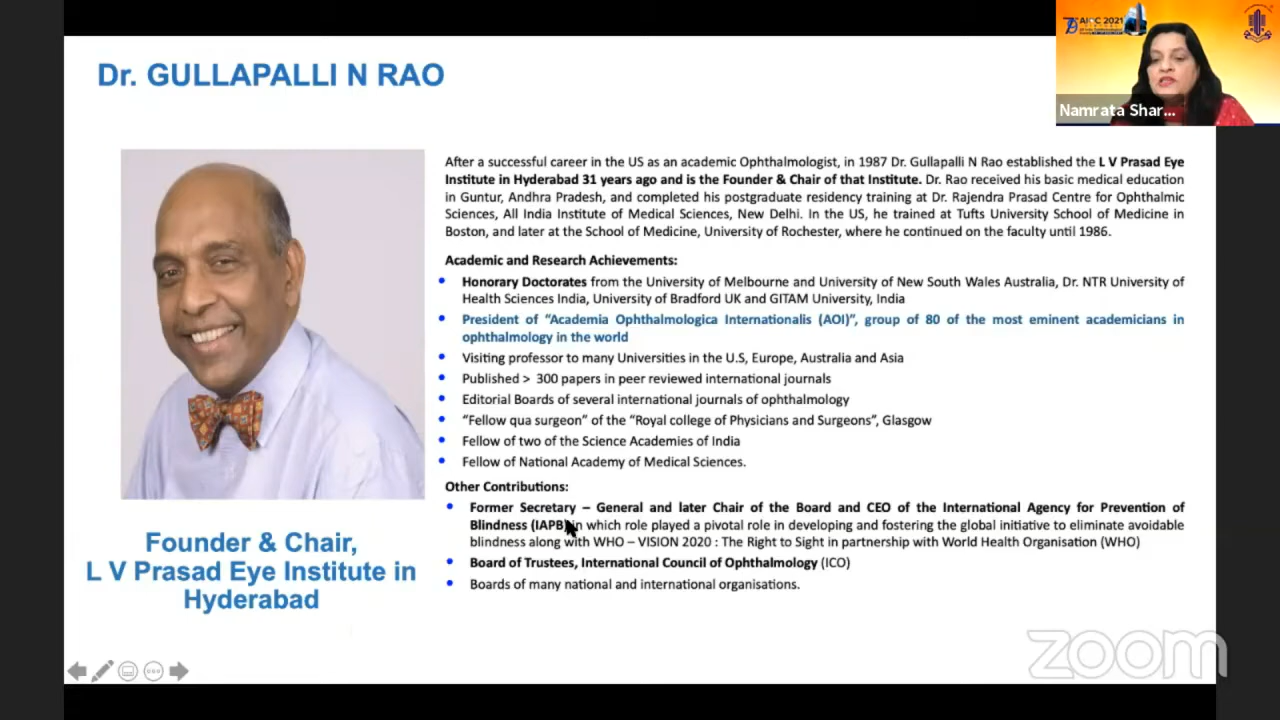 Dr. GULLAPALLI N RAO
AIOC 2021
Namrata Shar...
After a successful career in the US as an academic Ophthalmologist, in 1987 Dr. Gullapalli N Rao established the L V Prasad Eye
Institute in Hyderabad 31 years ago and is the Founder & Chair of that Institute. Dr. Rao received his basic medical education
in Guntur, Andhra Pradesh, and completed his postgraduate residency training at Dr. Rajendra Prasad Centre for Ophthalmic
Sciences, All India Institute of Medical Sciences, New Delhi. In the US, he trained at Tufts University School of Medicine in
Boston, and later at the School of Medicine, University of Rochester, where he continued on the faculty until 1986.
Academic and Research Achievements:
• Honorary Doctorates from the University of Melbourne and University of New South Wales Australia, Dr. NTR University of
Health Sciences India, University of Bradford UK and GITAM University, India
• President of “Academia Ophthalmologica Internationalis (AOI)”, group of 80 of the most eminent academicians in
ophthalmology in the world
• Visiting professor to many Universities in the U.S, Europe, Australia and Asia
• Published > 300 papers in peer reviewed international journals
• Editorial Boards of several international journals of ophthalmology
• “Fellow qua surgeon” of the “Royal college of Physicians and Surgeons”, Glasgow
• Fellow of two of the Science Academies of India
• Fellow of National Academy of Medical Sciences.
Other Contributions:
• Former Secretary – General and later Chair of the Board and CEO of the International Agency for Prevention of
Blindness (IAPB) in which role played a pivotal role in developing and fostering the global initiative to eliminate avoidable
blindness along with WHO – VISION 2020 : The Right to Sight in partnership with World Health Organisation (WHO)
• Board of Trustees, International Council of Ophthalmology (ICO)
• Boards of many national and international organisations.
Founder & Chair,
L V Prasad Eye Institute in
Hyderabad
zoom